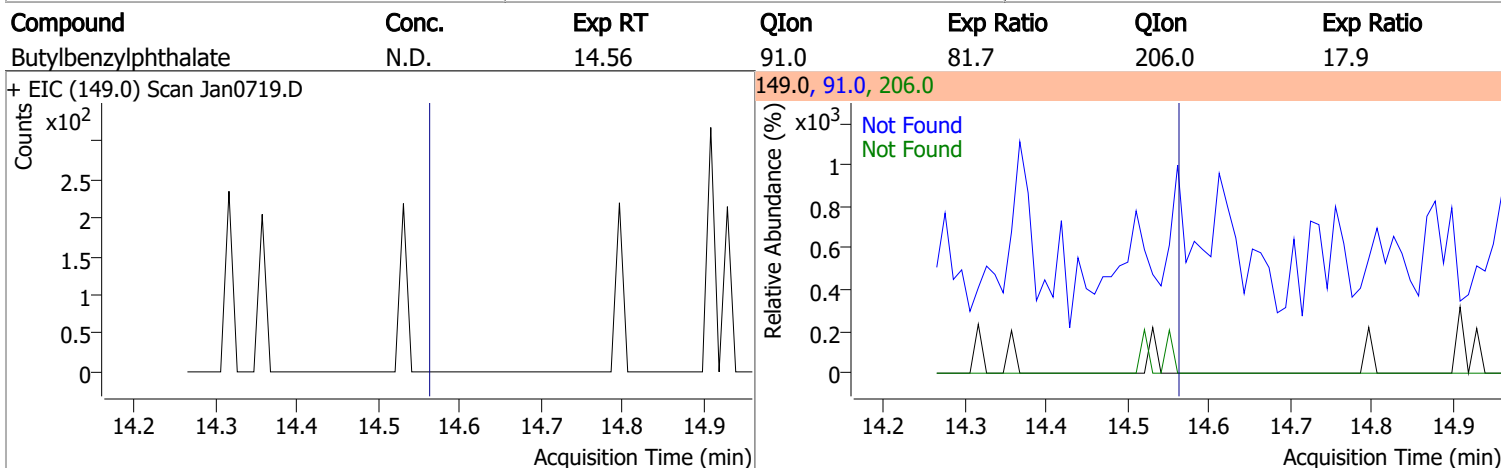 Compound Conc. Exp RT QIon Exp Ratio QIon Exp Ratio
Butylbenzylphthalate N.D. 14.56 91.0 81.7 206.0 17.9
+ EIC (149.0) Scan Jan0719.D
Counts
x10²
2.5
2
1.5
1
0.5
0
14.2 14.3 14.4 14.5 14.6 14.7 14.8 14.9
Acquisition Time (min)
149.0, 91.0, 206.0
Relative Abundance (%)
x10³
Not Found
Not Found
1
0.8
0.6
0.4
0.2
0
14.2 14.3 14.4 14.5 14.6 14.7 14.8 14.9
Acquisition Time (min)